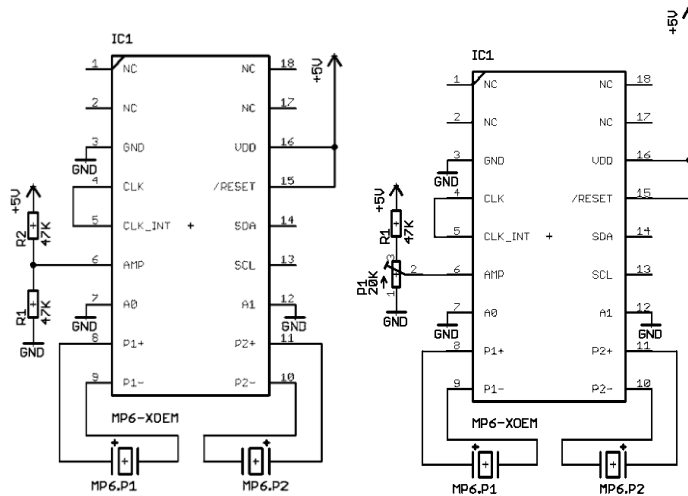 IC1
1 NC NC 18
2 NC NC 17
3 GND VDD 16
GND
4 CLK /RESET 15
5 CLK_INT + SDA 14
6 AMP SCL 13
7 A0 A1 12
GND GND
8 P1+ P2+ 11
9 P1- P2- 10
MP6-XOEM
+5V
+5V
R2
47K
R1
47K
GND
+ +
MP6.P1 MP6.P2
+5V
IC1
1 NC NC 18
2 NC NC 17
3 GND VDD 16
GND
4 CLK /RESET 15
5 CLK_INT + SDA 14
6 AMP SCL 13
7 A0 A1 12
GND GND
8 P1+ P2+ 11
9 P1- P2- 10
MP6-XOEM
+5V
R1
47K
P1
20K
3
2
1
GND
+ +
MP6.P1 MP6.P2